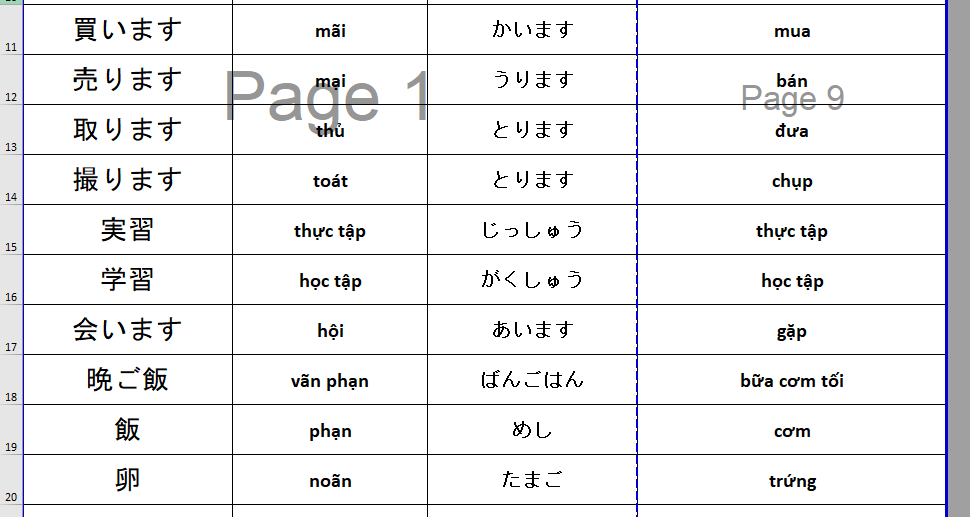 11 買います mãi かいます mua
12 売ります mại うります bán
Page 1 Page 9
13 取ります thủ とります đưa
14 撮ります toát とります chụp
15 実習 thực tập じっしゅう thực tập
16 学習 học tập がくしゅう học tập
17 会います hội あいます gặp
18 晩ご飯 vãn phạn ばんごはん bữa cơm tối
19 飯 phạn めし cơm
20 卵 noãn たまご trứng